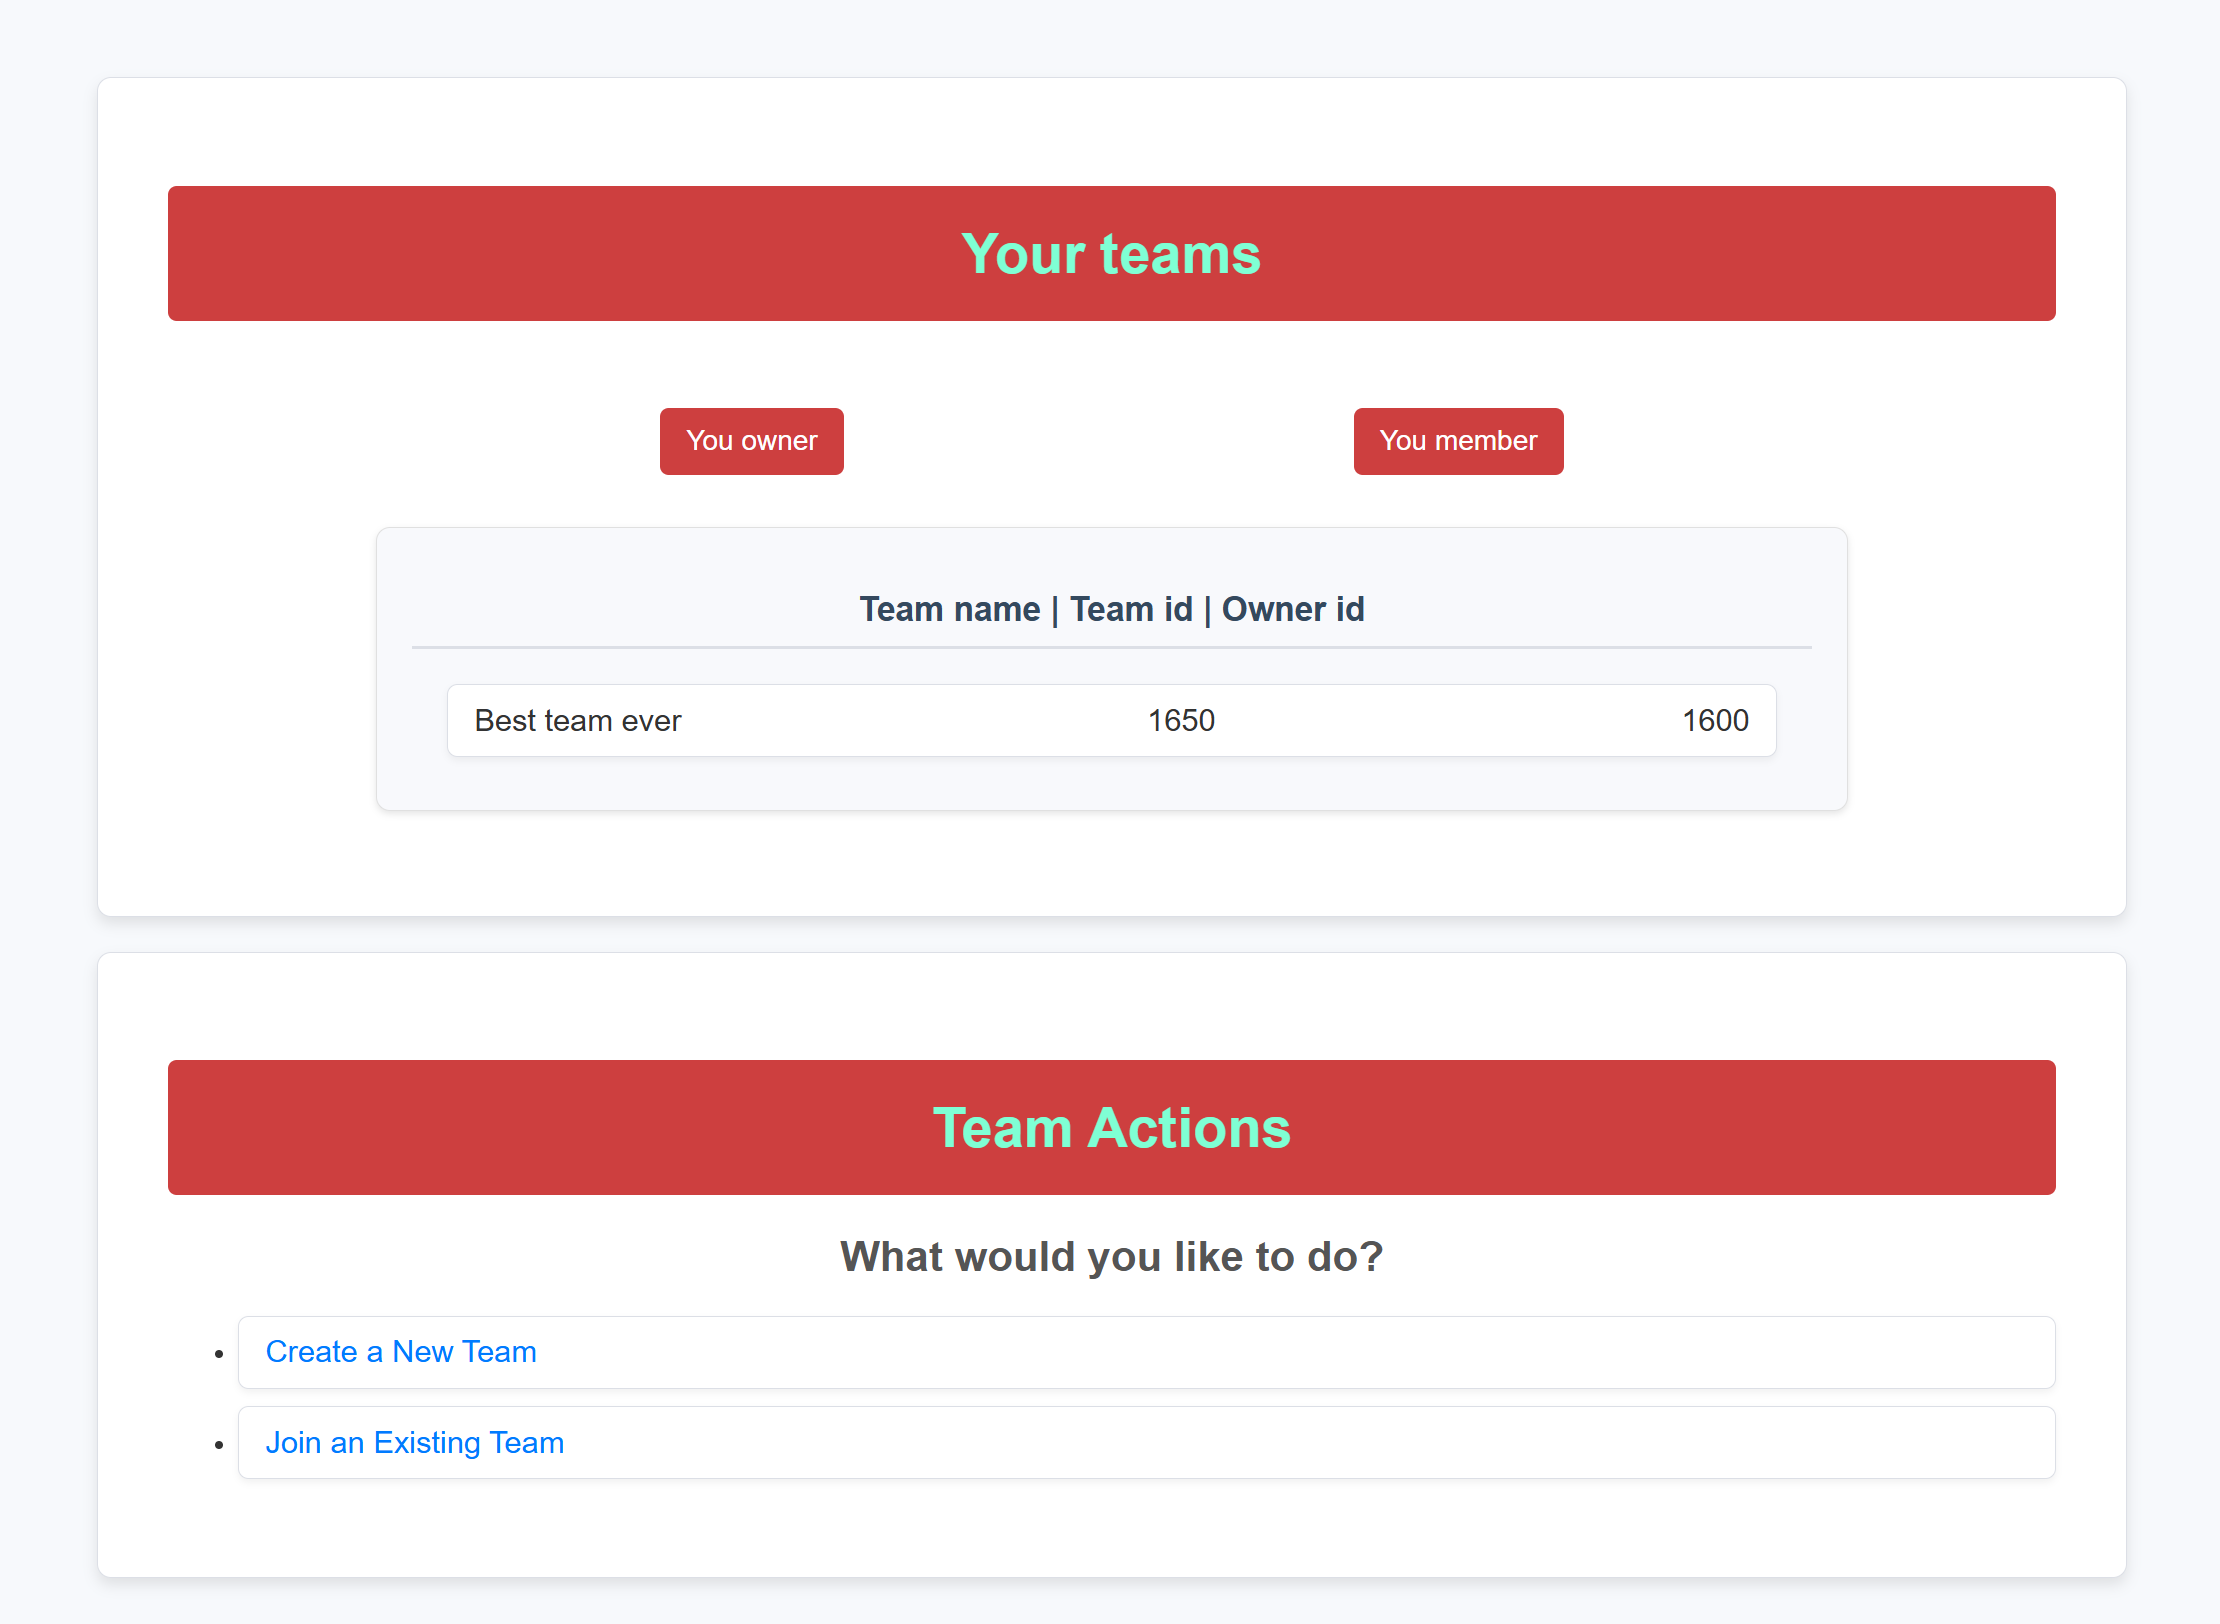 Your teams
You owner You member
Team name | Team id | Owner id
Best team ever 1650 1600
Team Actions
What would you like to do?
Create a New Team
Join an Existing Team